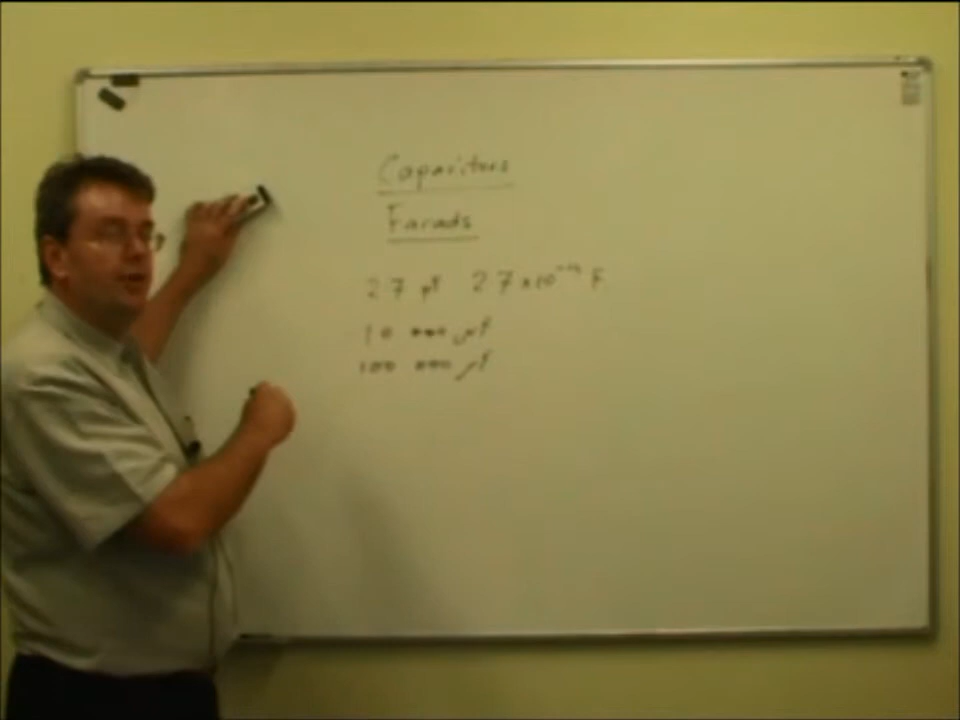 Capacitors
Farads
27 pf 27x10⁻¹² F
10 000 µf
100 000 µf